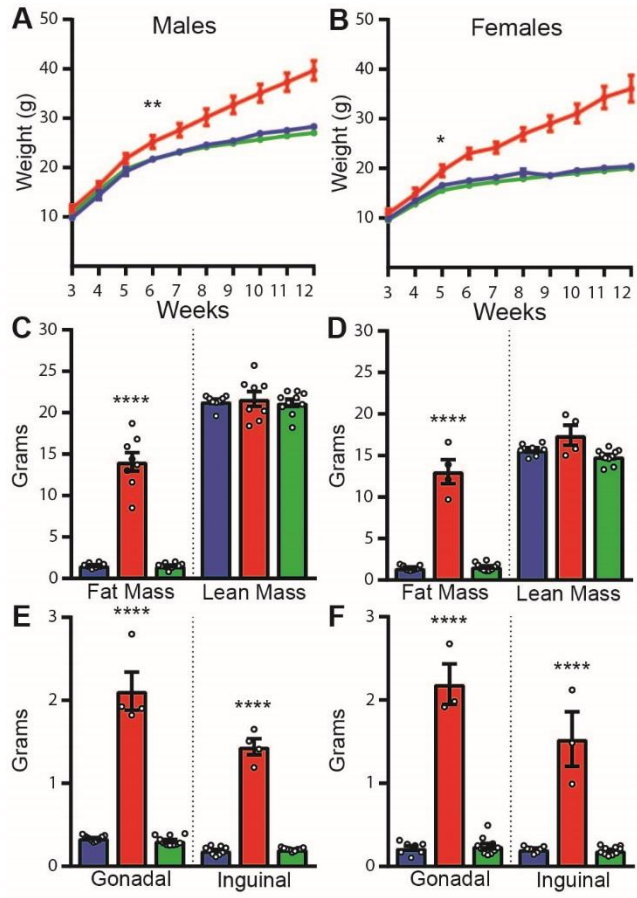 A
Males
B
Females
Weight (g)
50
40
30
20
10
**
3 4 5 6 7 8 9 10 11 12
Weight (g)
50
40
30
20
10
*
3 4 5 6 7 8 9 10 11 12
Weeks
Weeks
C
D
Grams
30
25
20
15
10
5
0
****
Fat Mass
Lean Mass
Grams
30
25
20
15
10
5
0
****
Fat Mass
Lean Mass
E
F
Grams
3
2
1
0
****
****
Gonadal
Inguinal
Grams
3
2
1
0
****
****
Gonadal
Inguinal